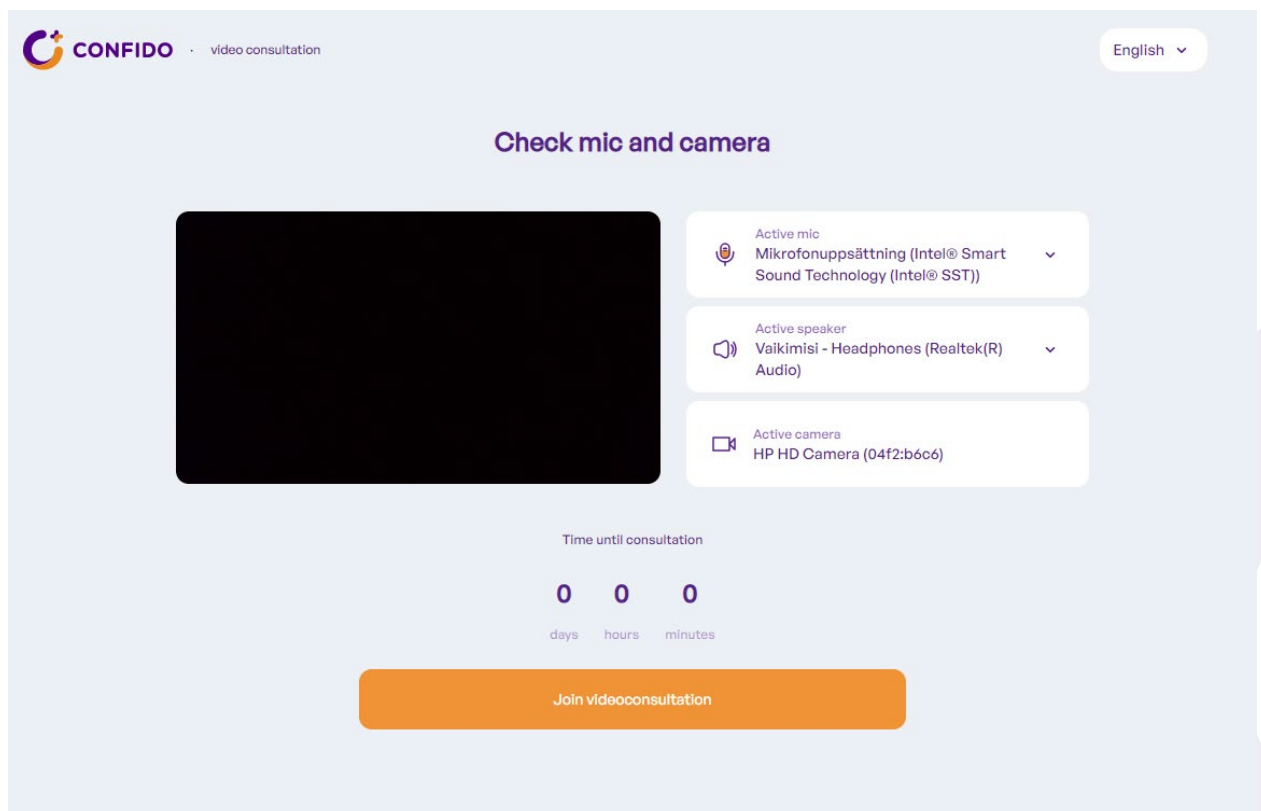 CONFIDO · video consultation
English
Check mic and camera
Active mic
Mikrofonuppsättning (Intel® Smart
Sound Technology (Intel® SST))
Active speaker
Vaikimisi - Headphones (Realtek(R)
Audio)
Active camera
HP HD Camera (04f2:b6c6)
Time until consultation
0 0 0
days hours minutes
Join videoconsultation